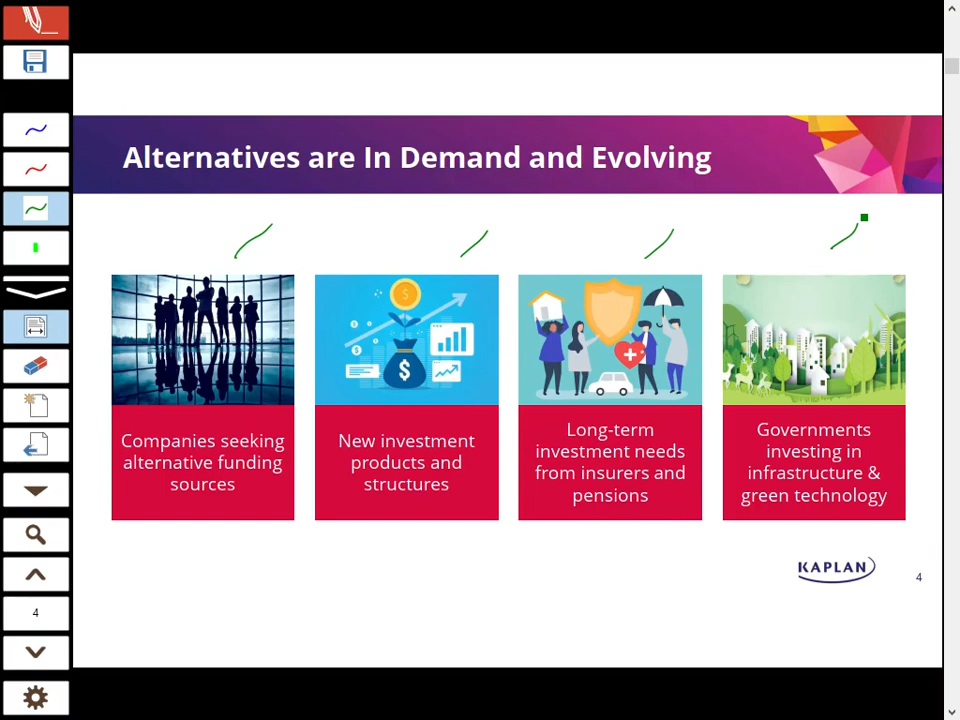 Alternatives are In Demand and Evolving
Companies seeking
alternative funding
sources
New investment
products and
structures
Long-term
investment needs
from insurers and
pensions
Governments
investing in
infrastructure &
green technology
KAPLAN
4
4